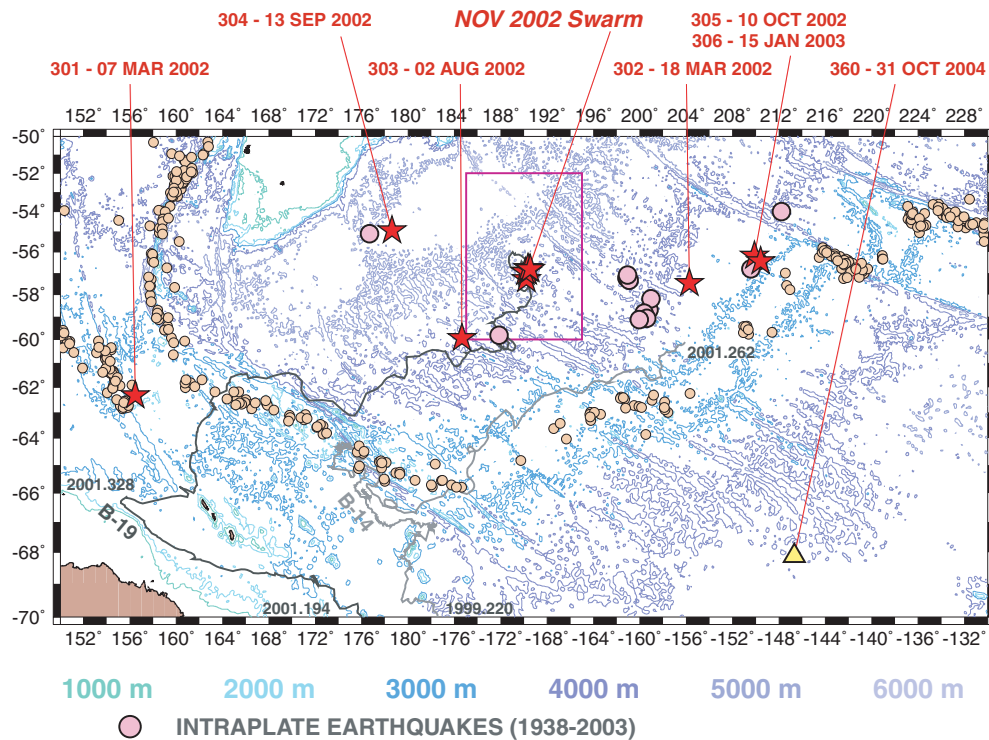 304 - 13 SEP 2002
NOV 2002 Swarm
305 - 10 OCT 2002
306 - 15 JAN 2003
301 - 07 MAR 2002
303 - 02 AUG 2002
302 - 18 MAR 2002
360 - 31 OCT 2004
152˚ 156˚ 160˚ 164˚ 168˚ 172˚ 176˚ 180˚ 184˚ 188˚ 192˚ 196˚ 200˚ 204˚ 208˚ 212˚ 216˚ 220˚ 224˚ 228˚
-50˚
-52˚
-54˚
-56˚
-58˚
-60˚
-62˚
-64˚
-66˚
-68˚
-70˚
2001.262
2001.328
B-19
B-14
2001.194
1999.220
152˚ 156˚ 160˚ 164˚ 168˚ 172˚ 176˚ 180˚ -176˚ -172˚ -168˚ -164˚ -160˚ -156˚ -152˚ -148˚ -144˚ -140˚ -136˚ -132˚
1000 m 2000 m 3000 m 4000 m 5000 m 6000 m
INTRAPLATE EARTHQUAKES (1938-2003)